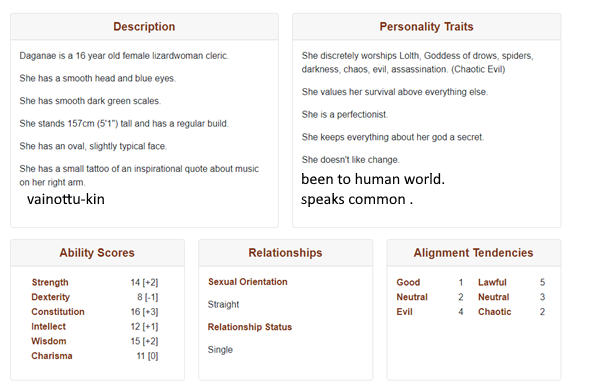 Description
Daganae is a 16 year old female lizardwoman cleric.
She has a smooth head and blue eyes.
She has smooth dark green scales.
She stands 157cm (5'1") tall and has a regular build.
She has an oval, slightly typical face.
She has a small tattoo of an inspirational quote about music
on her right arm.
vainottu-kin
Personality Traits
She discretely worships Lolth, Goddess of drows, spiders,
darkness, chaos, evil, assassination. (Chaotic Evil)
She values her survival above everything else.
She is a perfectionist.
She keeps everything about her god a secret.
She doesn't like change.
been to human world.
speaks common .
Ability Scores
Strength 14 [+2]
Dexterity 8 [-1]
Constitution 16 [+3]
Intellect 12 [+1]
Wisdom 15 [+2]
Charisma 11 [0]
Relationships
Sexual Orientation
Straight
Relationship Status
Single
Alignment Tendencies
Good 1 Lawful 5
Neutral 2 Neutral 3
Evil 4 Chaotic 2